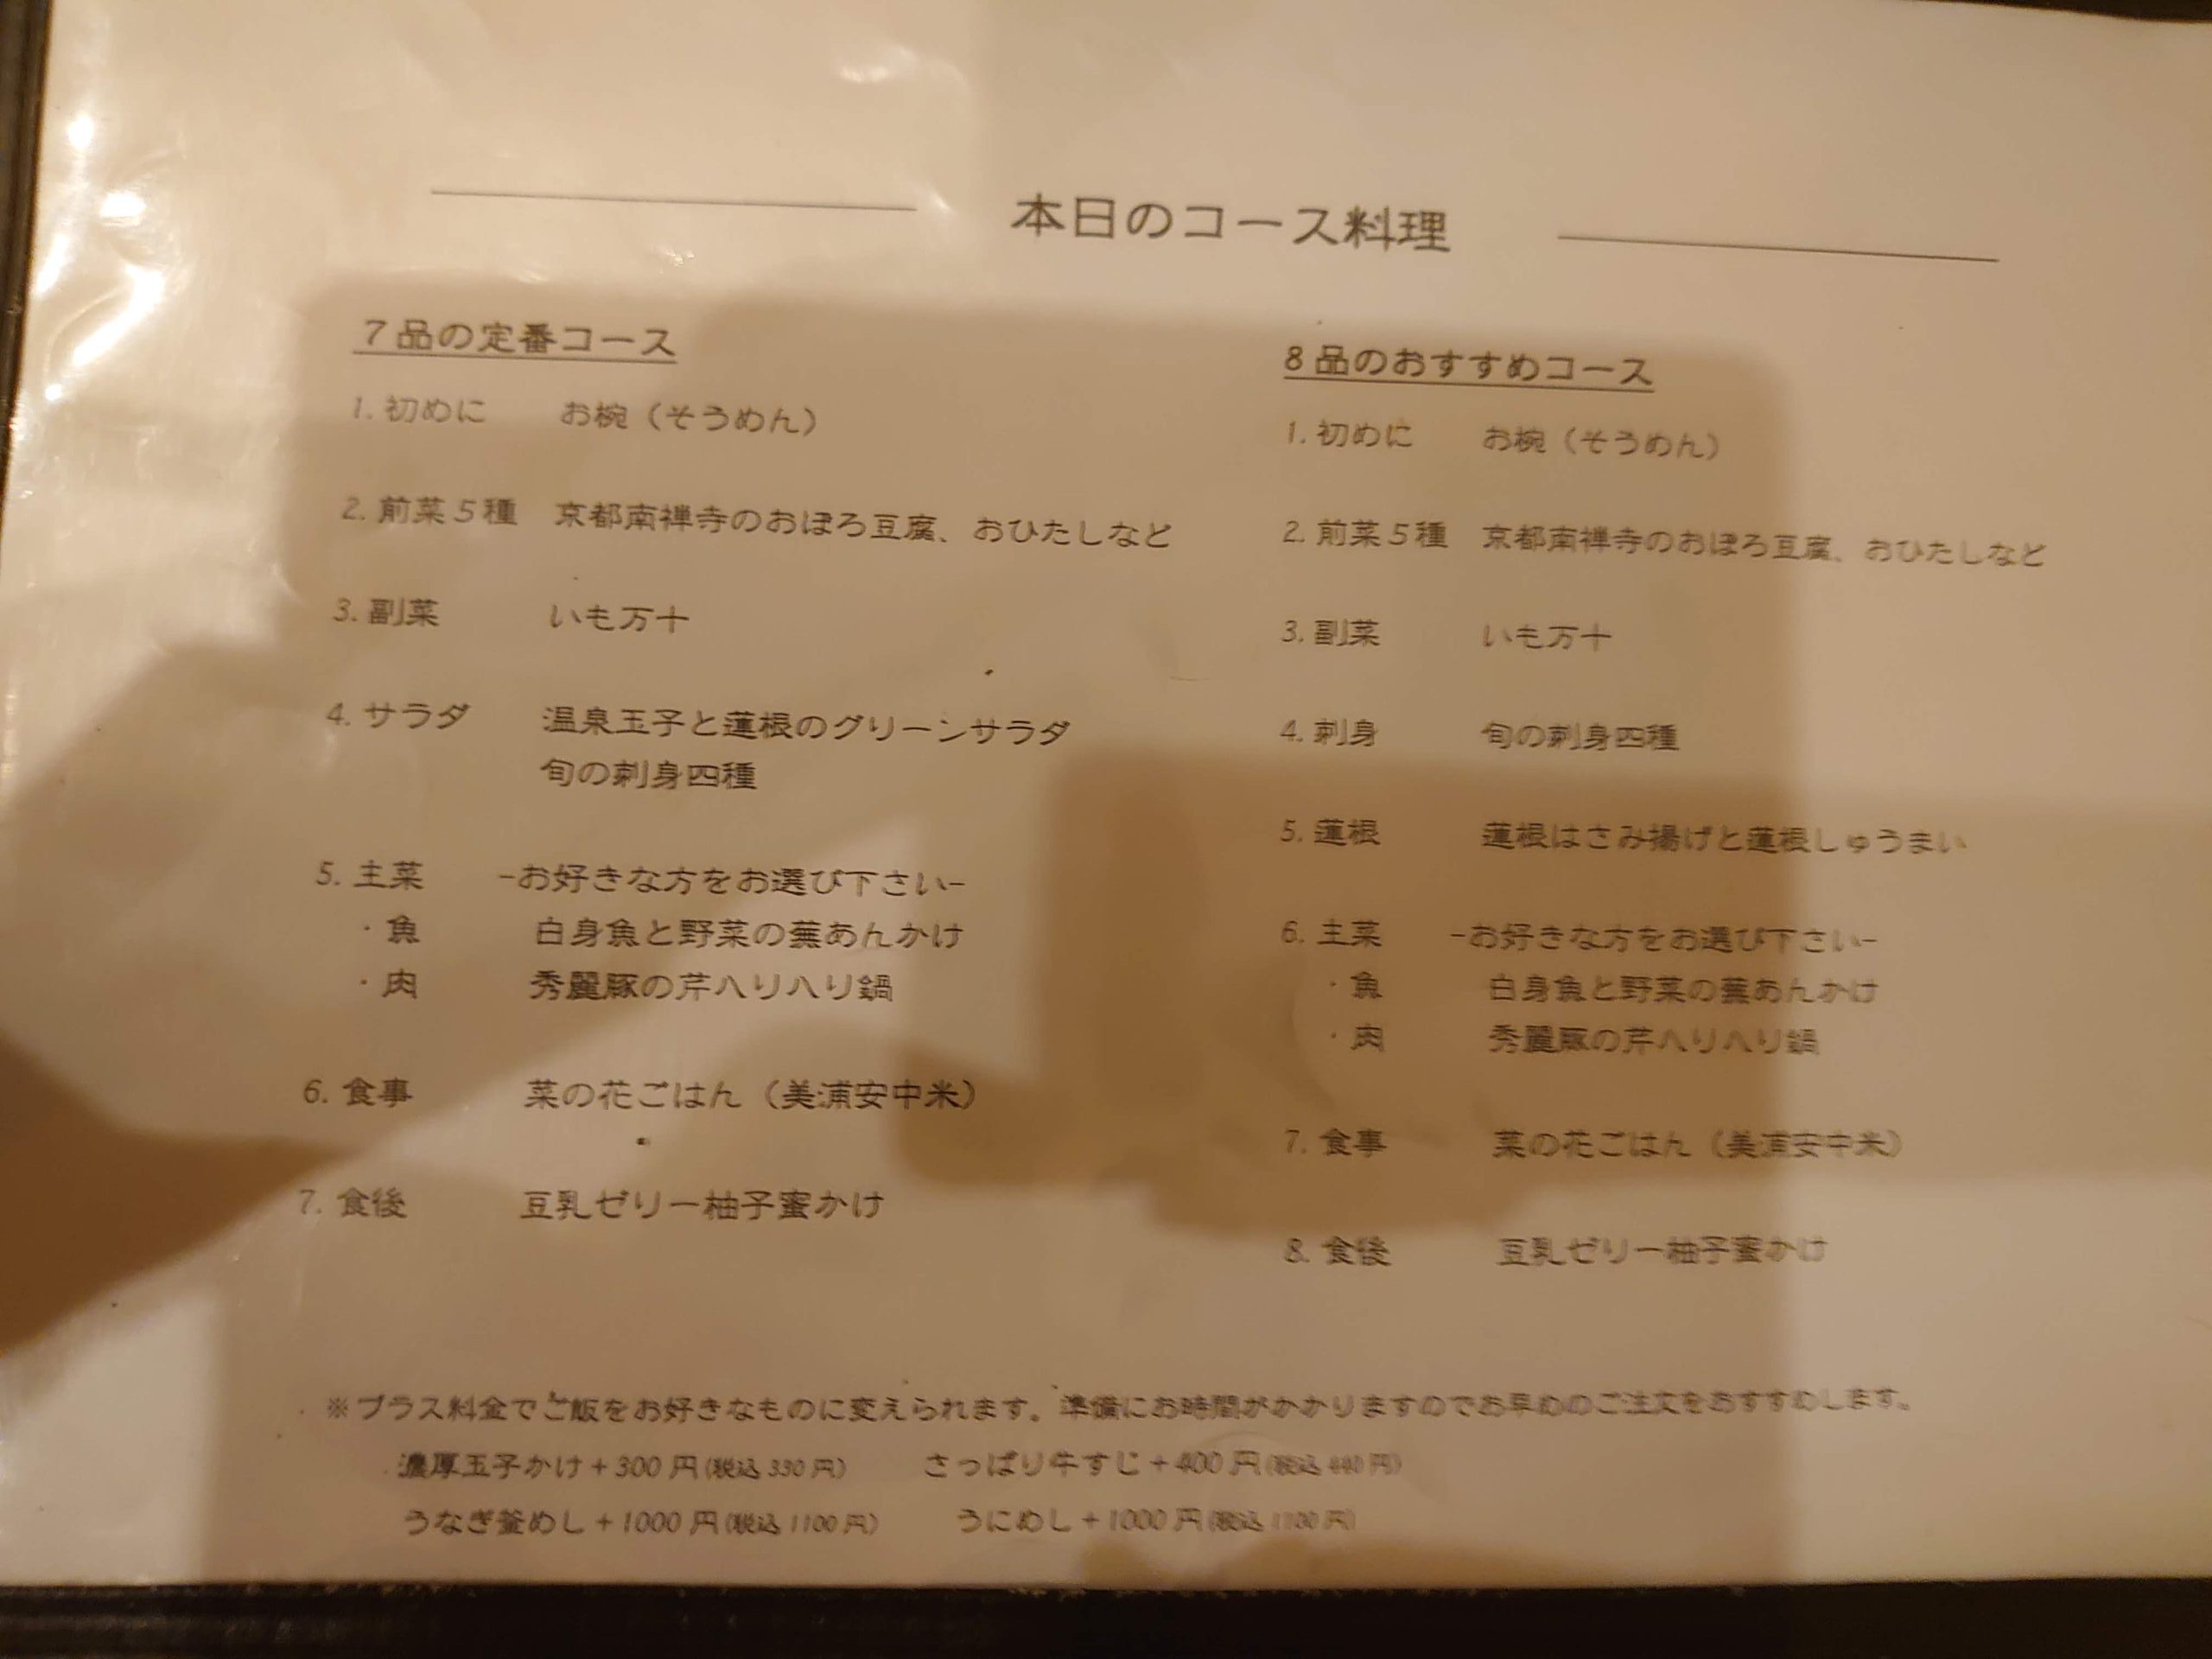 本日のコース料理
7品の定番コース
1. 初めに お椀（そうめん）
2. 前菜5種 京都南禅寺のおぼろ豆腐、おひたしなど
3. 副菜 いも万十
4. サラダ 温泉玉子と蓮根のグリーンサラダ
旬の刺身四種
5. 主菜 -お好きな方をお選び下さい-
・魚 白身魚と野菜の蕪あんかけ
・肉 秀麗豚の芹ハリハリ鍋
6. 食事 菜の花ごはん（美浦安中米）
7. 食後 豆乳ゼリー柚子蜜かけ
8品のおすすめコース
1. 初めに お椀（そうめん）
2. 前菜5種 京都南禅寺のおぼろ豆腐、おひたしなど
3. 副菜 いも万十
4. 刺身 旬の刺身四種
5. 蓮根 蓮根はさみ揚げと蓮根しゅうまい
6. 主菜 -お好きな方をお選び下さい-
・魚 白身魚と野菜の蕪あんかけ
・肉 秀麗豚の芹ハリハリ鍋
7. 食事 菜の花ごはん（美浦安中米）
8. 食後 豆乳ゼリー柚子蜜かけ
※プラス料金でご飯をお好きなものに変えられます。準備にお時間がかかりますのでお早めのご注文をおすすめします。
濃厚玉子かけ＋300円(税込330円) さっぱり牛すじ＋400円(税込440円)
うなぎ釜めし＋1000円(税込1100円) うにめし＋1000円(税込1100円)